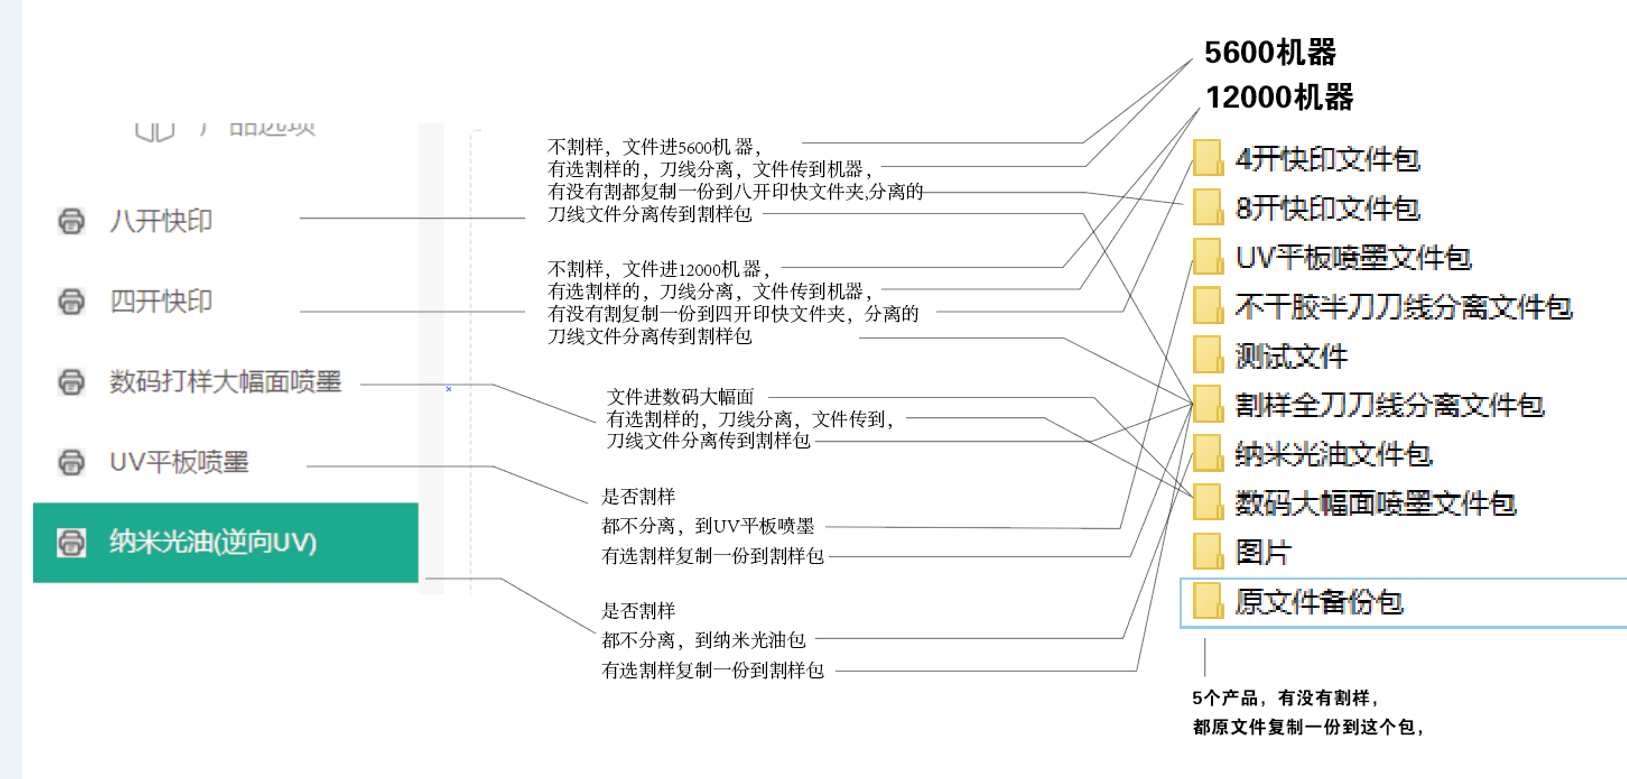 产品选项
八开快印
四开快印
数码打样大幅面喷墨
UV平板喷墨
纳米光油(逆向UV)
不割样，文件进5600机 器，
有选割样的，刀线分离，文件传到机器，
有没有割都复制一份到八开印快文件夹,分离的
刀线文件分离传到割样包
不割样，文件进12000机器，
有选割样的，刀线分离，文件传到机器，
有没有割复制一份到四开印快文件夹，分离的
刀线文件分离传到割样包
文件进数码大幅面
有选割样的，刀线分离，文件传到，
刀线文件分离传到割样包
是否割样
都不分离，到UV平板喷墨
有选割样复制一份到割样包
是否割样
都不分离，到纳米光油包
有选割样复制一份到割样包
5600机器
12000机器
4开快印文件包
8开快印文件包
UV平板喷墨文件包
不干胶半刀刀线分离文件包
测试文件
割样全刀刀线分离文件包
纳米光油文件包
数码大幅面喷墨文件包
图片
原文件备份包
5个产品，有没有割样，
都原文件复制一份到这个包，